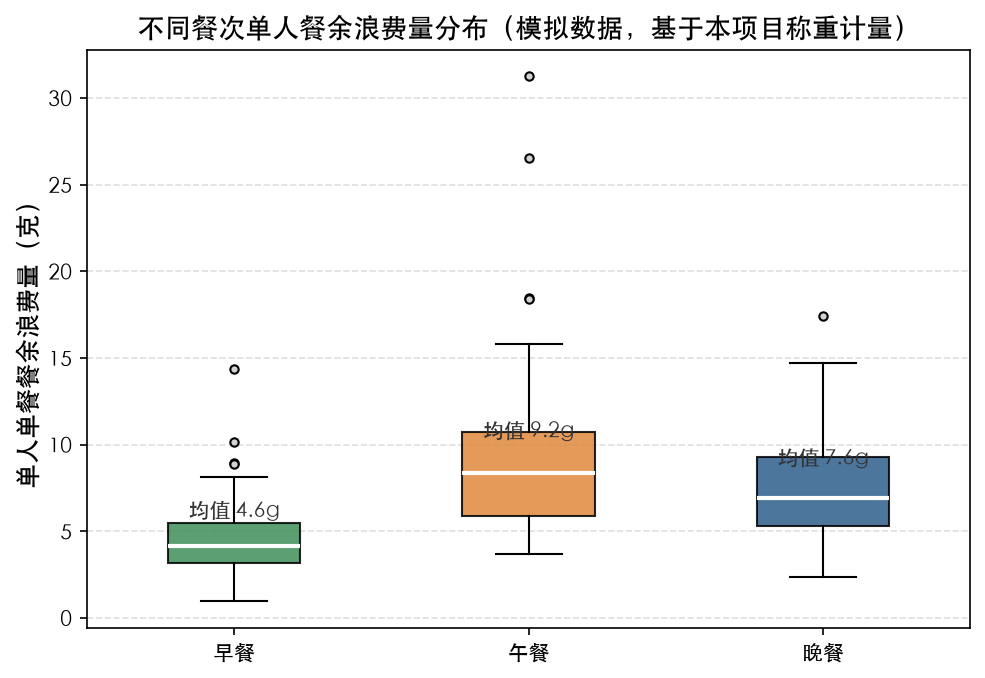 不同餐次单人餐余浪费量分布（模拟数据，基于本项目称重计量）
单人单餐餐余浪费量（克）
30
25
20
15
10
5
0
均值 4.6g
均值 9.2g
均值 7.6g
早餐
午餐
晚餐